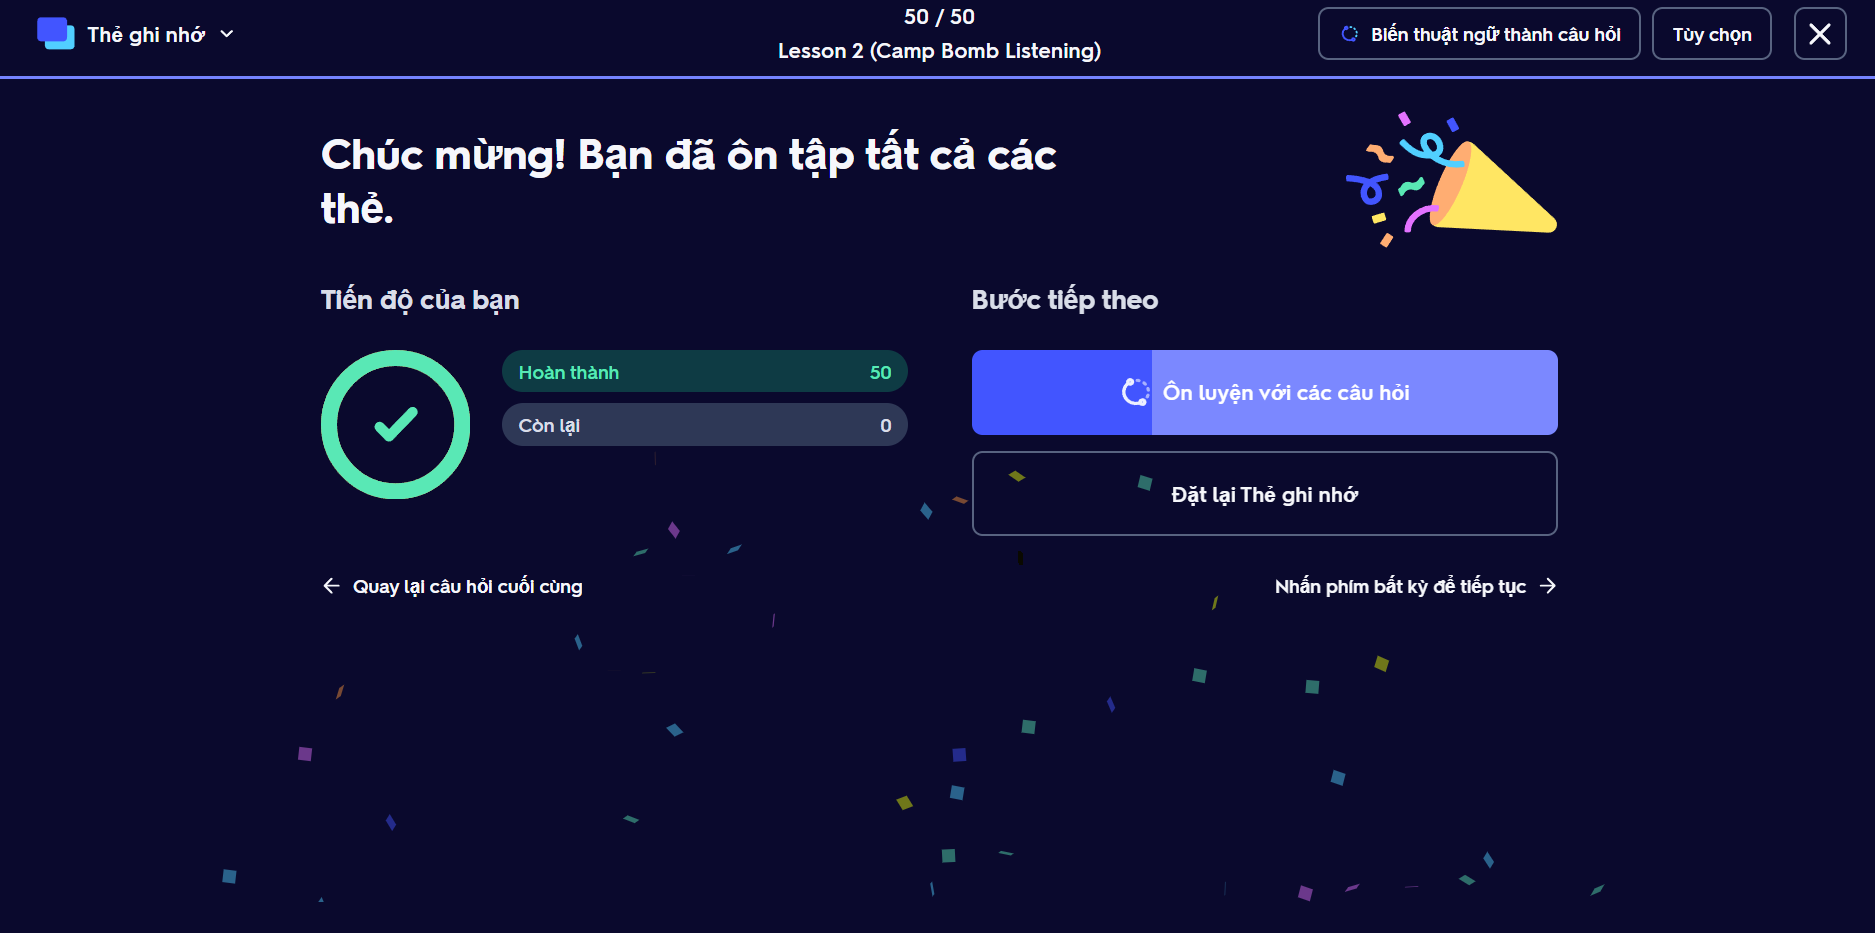 Thẻ ghi nhớ
50 / 50
Lesson 2 (Camp Bomb Listening)
Biến thuật ngữ thành câu hỏi
Tùy chọn
Chúc mừng! Bạn đã ôn tập tất cả các
thẻ.
Tiến độ của bạn
Hoàn thành 50
Còn lại 0
Bước tiếp theo
Ôn luyện với các câu hỏi
Đặt lại Thẻ ghi nhớ
Quay lại câu hỏi cuối cùng
Nhấn phím bất kỳ để tiếp tục